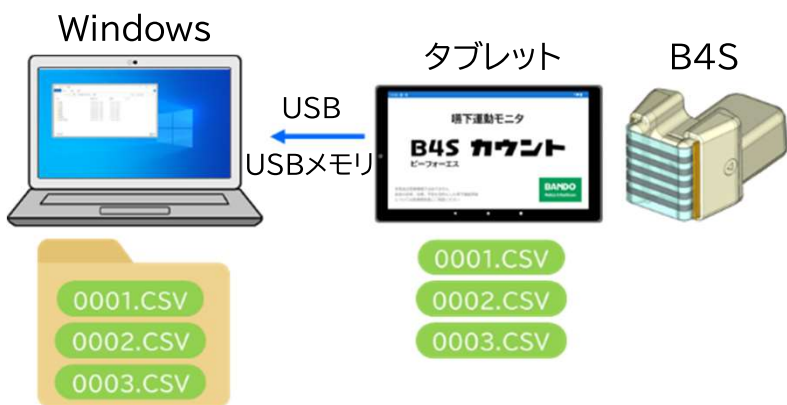 Windows
タブレット
B4S
USB
USBメモリ
嚥下運動モニタ
B4S カウント
ビーフォーエス
BANDO
0001.CSV
0002.CSV
0003.CSV
0001.CSV
0002.CSV
0003.CSV